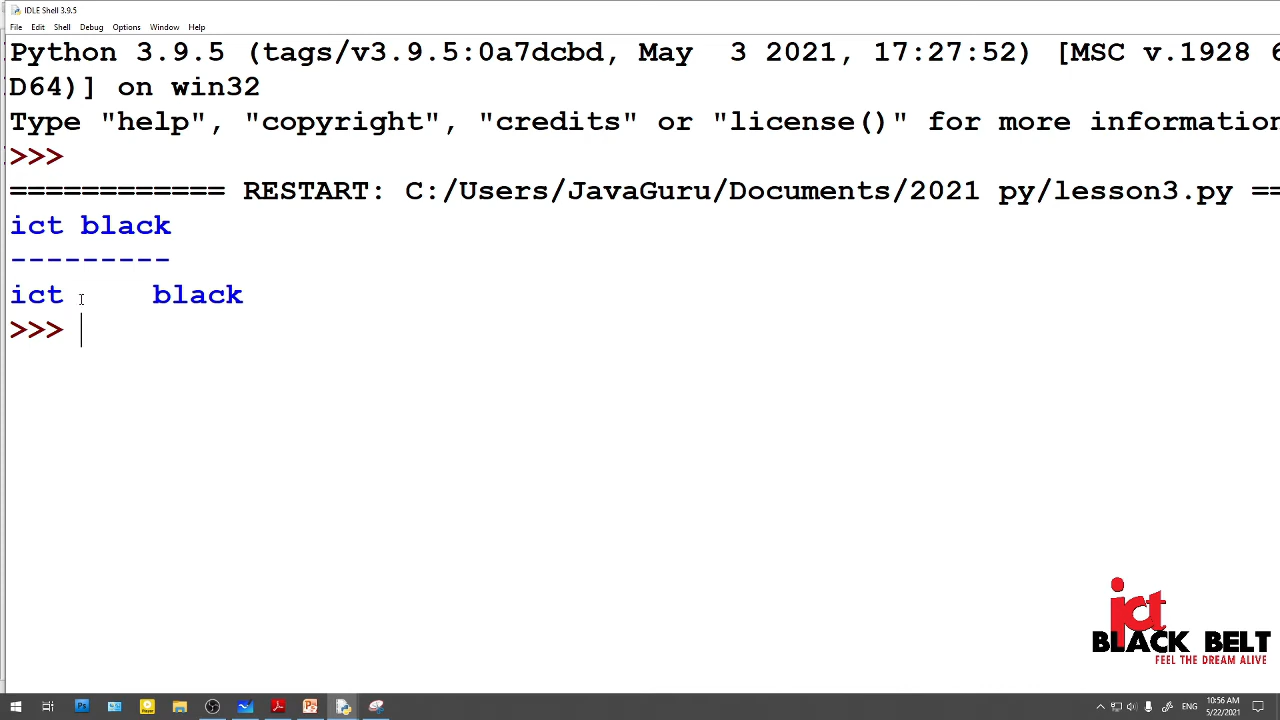 IDLE Shell 3.9.5
File Edit Shell Debug Options Window Help
Python 3.9.5 (tags/v3.9.5:0a7dcbd, May  3 2021, 17:27:52) [MSC v.1928 6
D64)] on win32
Type "help", "copyright", "credits" or "license()" for more information
>>>
============ RESTART: C:/Users/JavaGuru/Documents/2021 py/lesson3.py ==
ict black
---------
ict     black
>>>
ict
BLACK BELT
FEEL THE DREAM ALIVE
ENG
10:56 AM
5/22/2021